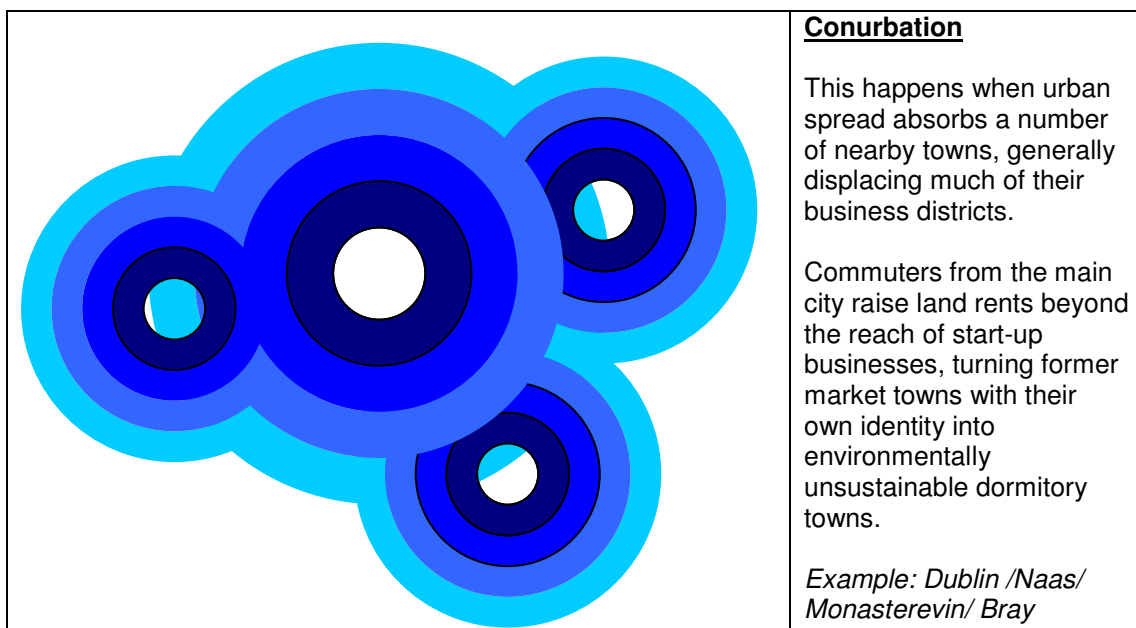 Conurbation
This happens when urban
spread absorbs a number
of nearby towns, generally
displacing much of their
business districts.
Commuters from the main
city raise land rents beyond
the reach of start-up
businesses, turning former
market towns with their
own identity into
environmentally
unsustainable dormitory
towns.
Example: Dublin /Naas/
Monasterevin/ Bray